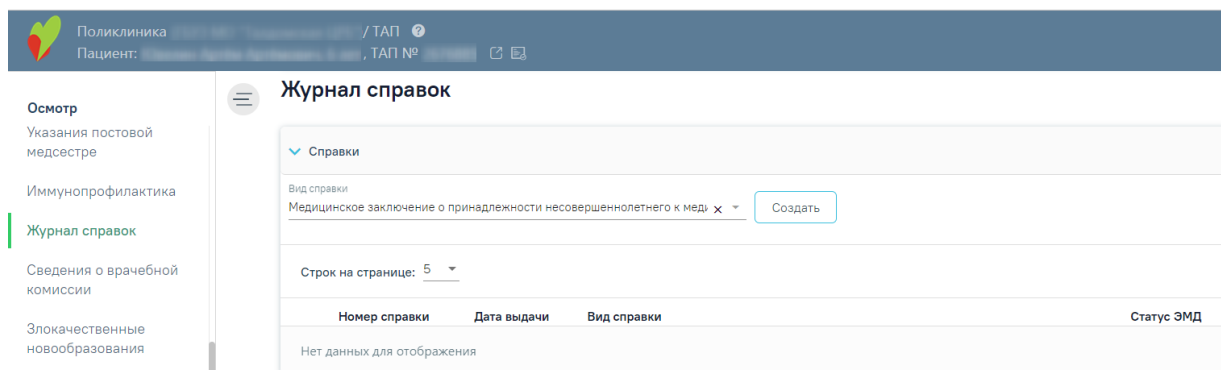 Поликлиника / ТАП ?
Пациент: , ТАП №
Осмотр
Указания постовой
медсестре
Иммунопрофилактика
Журнал справок
Сведения о врачебной
комиссии
Злокачественные
новообразования
Журнал справок
Справки
Вид справки
Медицинское заключение о принадлежности несовершеннолетнего к меди
Создать
Строк на странице: 5
Номер справки Дата выдачи Вид справки Статус ЭМД
Нет данных для отображения